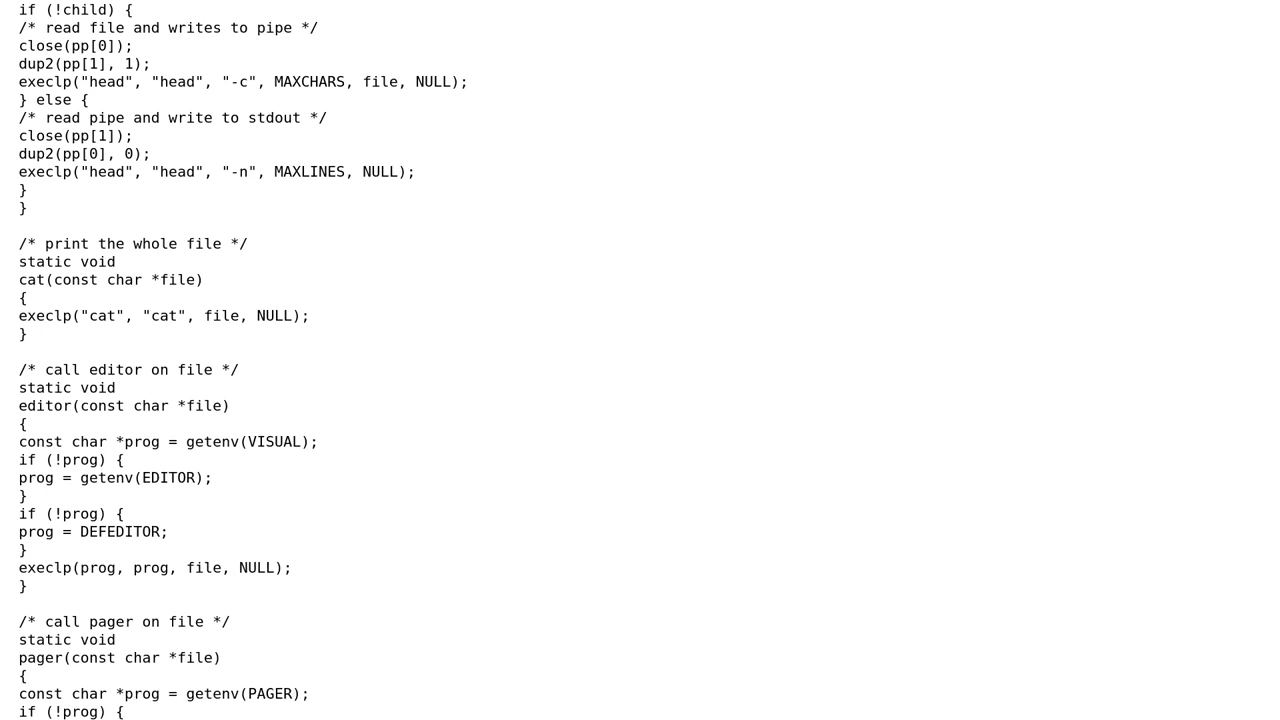 if (!child) {
/* read file and writes to pipe */
close(pp[0]);
dup2(pp[1], 1);
execlp("head", "head", "-c", MAXCHARS, file, NULL);
} else {
/* read pipe and write to stdout */
close(pp[1]);
dup2(pp[0], 0);
execlp("head", "head", "-n", MAXLINES, NULL);
}
}

/* print the whole file */
static void
cat(const char *file)
{
execlp("cat", "cat", file, NULL);
}

/* call editor on file */
static void
editor(const char *file)
{
const char *prog = getenv(VISUAL);
if (!prog) {
prog = getenv(EDITOR);
}
if (!prog) {
prog = DEFEDITOR;
}
execlp(prog, prog, file, NULL);
}

/* call pager on file */
static void
pager(const char *file)
{
const char *prog = getenv(PAGER);
if (!prog) {